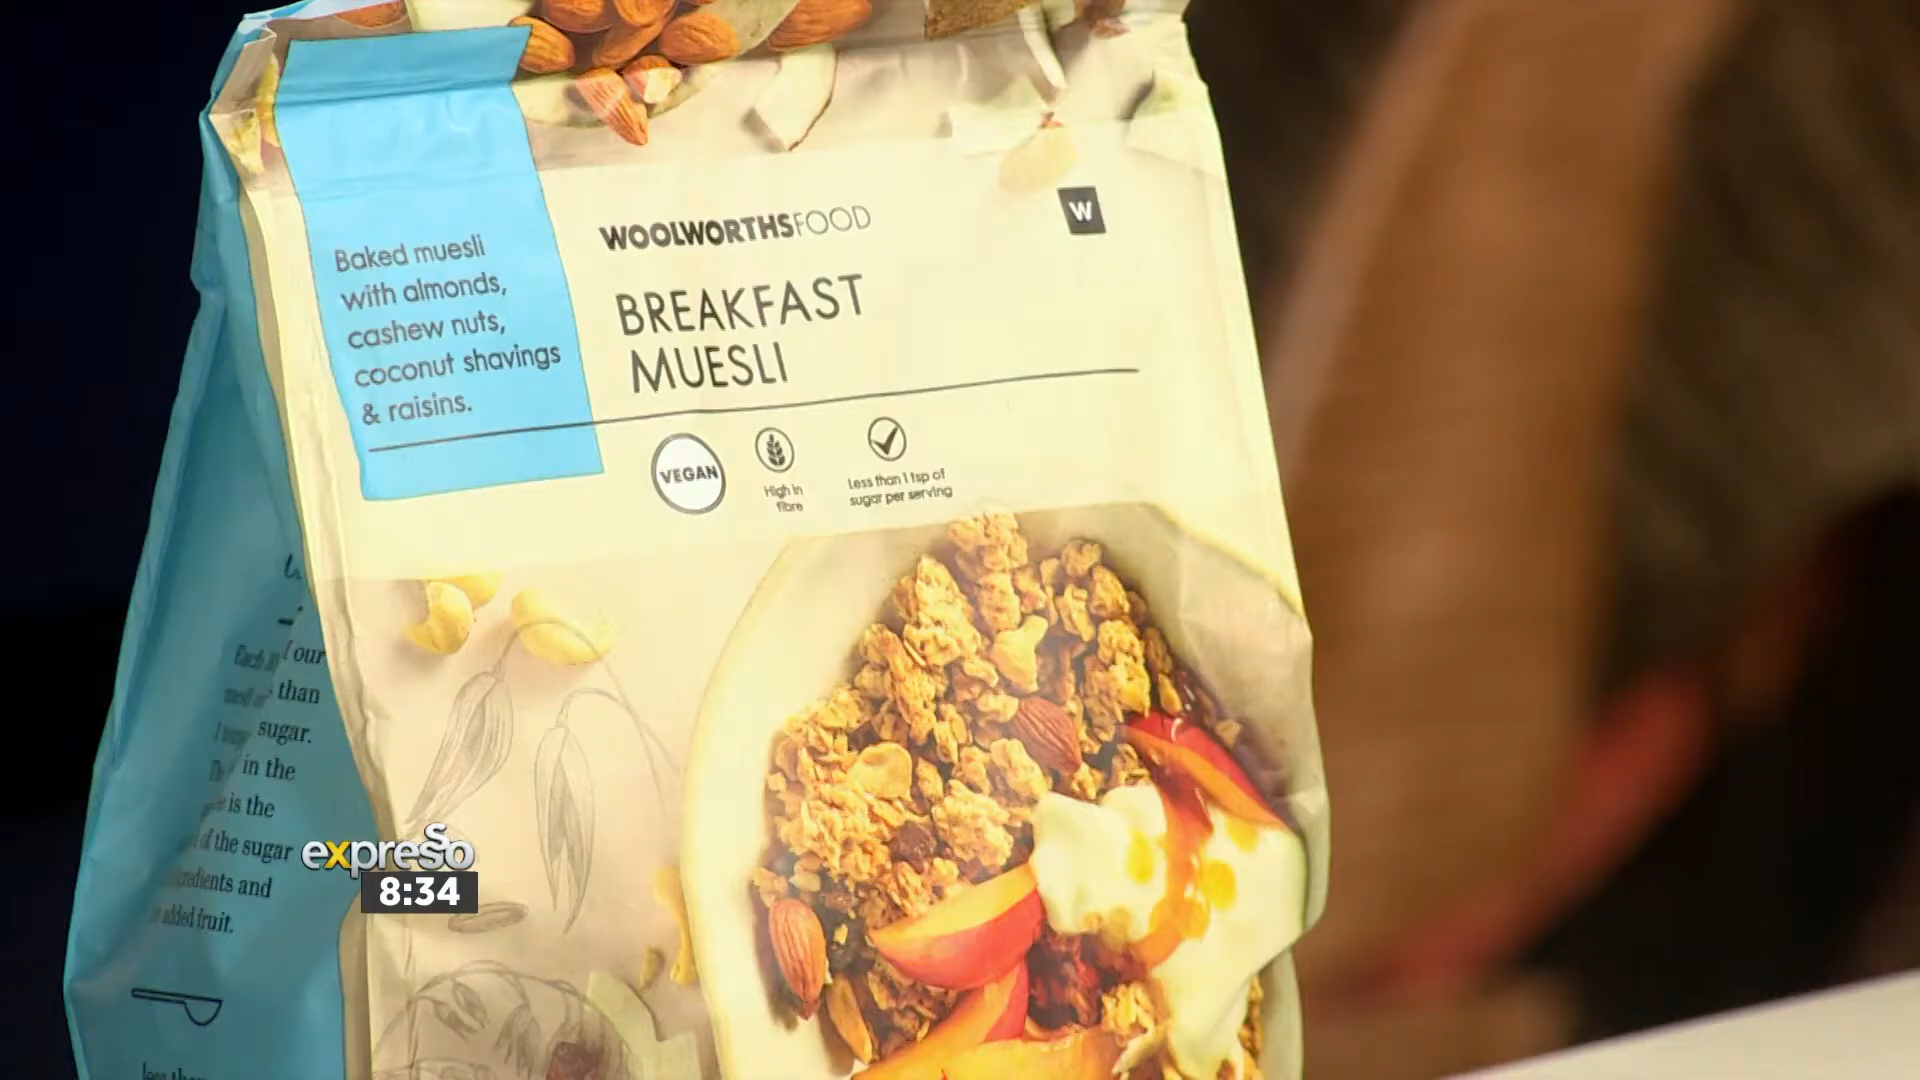 WOOLWORTHSFOOD
W
BREAKFAST
MUESLI
Baked muesli
with almonds,
cashew nuts,
coconut shavings
& raisins.
VEGAN
High in
fibre
Less than 1 tsp of
sugar per serving
Each our
than
sugar.
in the
is the
of the sugar
and
added fruit.
expresso
8:34